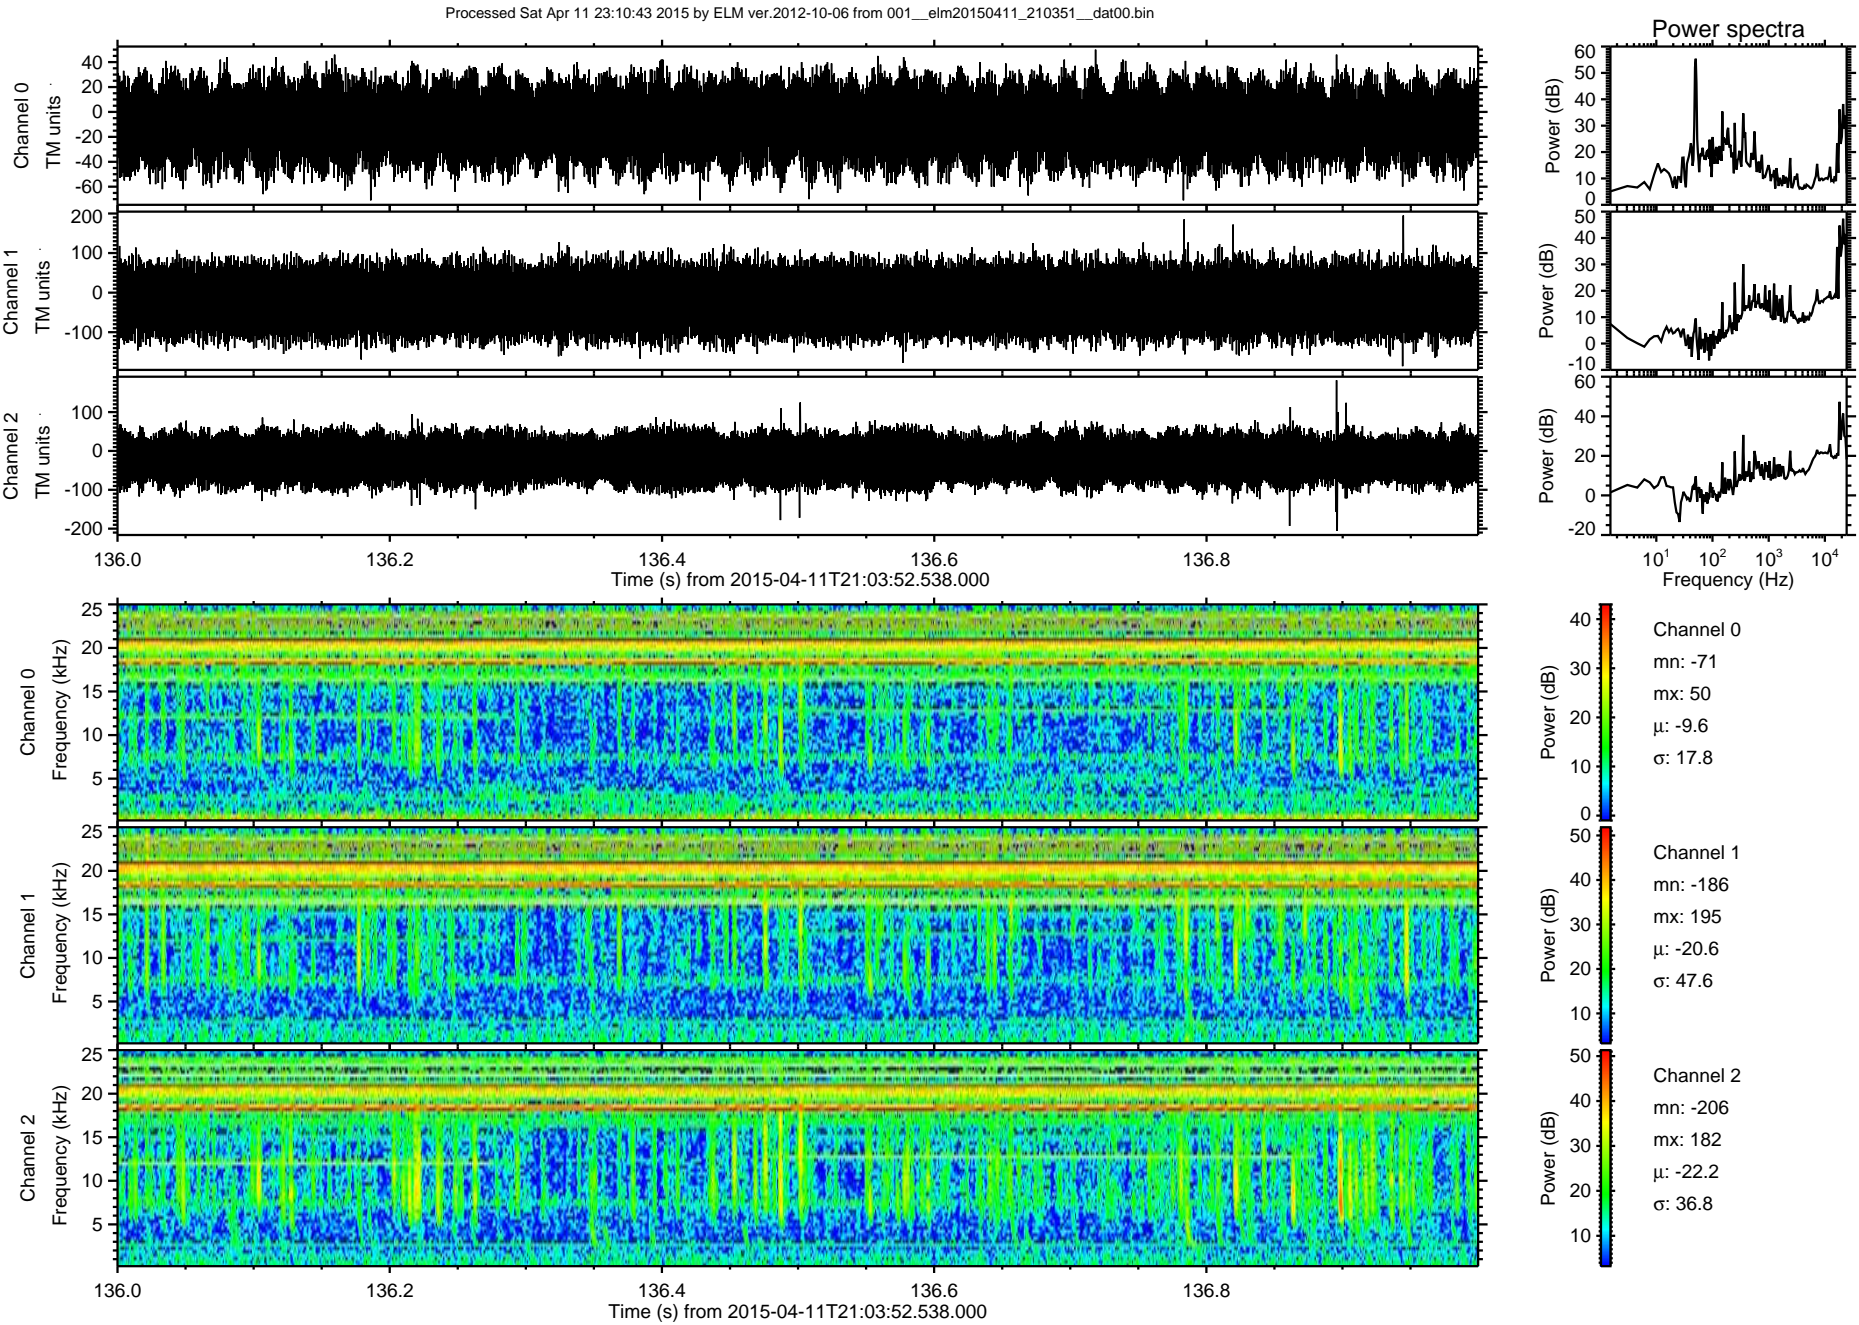 Processed Sat Apr 11 23:10:43 2015 by ELM ver.2012-10-06 from 001__elm20150411_210351__dat00.bin
Power spectra
Channel 0
TM units
40
20
0
-20
-40
-60
Power (dB)
60
50
40
30
20
10
0
Channel 1
TM units
200
100
0
-100
Power (dB)
50
40
30
20
10
0
-10
Channel 2
TM units
100
0
-100
-200
Power (dB)
60
40
20
0
-20
136.0 136.2 136.4 136.6 136.8
Time (s) from 2015-04-11T21:03:52.538.000
10^1 10^2 10^3 10^4
Frequency (Hz)
Channel 0
Frequency (kHz)
25
20
15
10
5
Power (dB)
40
30
20
10
0
Channel 0
mn: -71
mx: 50
μ: -9.6
σ: 17.8
Channel 1
Frequency (kHz)
25
20
15
10
5
Power (dB)
50
40
30
20
10
Channel 1
mn: -186
mx: 195
μ: -20.6
σ: 47.6
Channel 2
Frequency (kHz)
25
20
15
10
5
Power (dB)
50
40
30
20
10
Channel 2
mn: -206
mx: 182
μ: -22.2
σ: 36.8
136.0 136.2 136.4 136.6 136.8
Time (s) from 2015-04-11T21:03:52.538.000